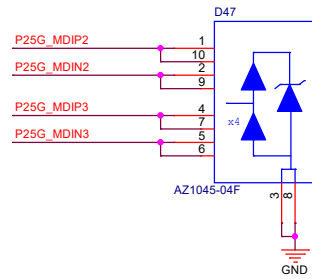 D47
P25G_MDIP2
1
10
P25G_MDIN2
2
9
P25G_MDIP3
4
7
x4
P25G_MDIN3
5
6
AZ1045-04F
3
8
GND